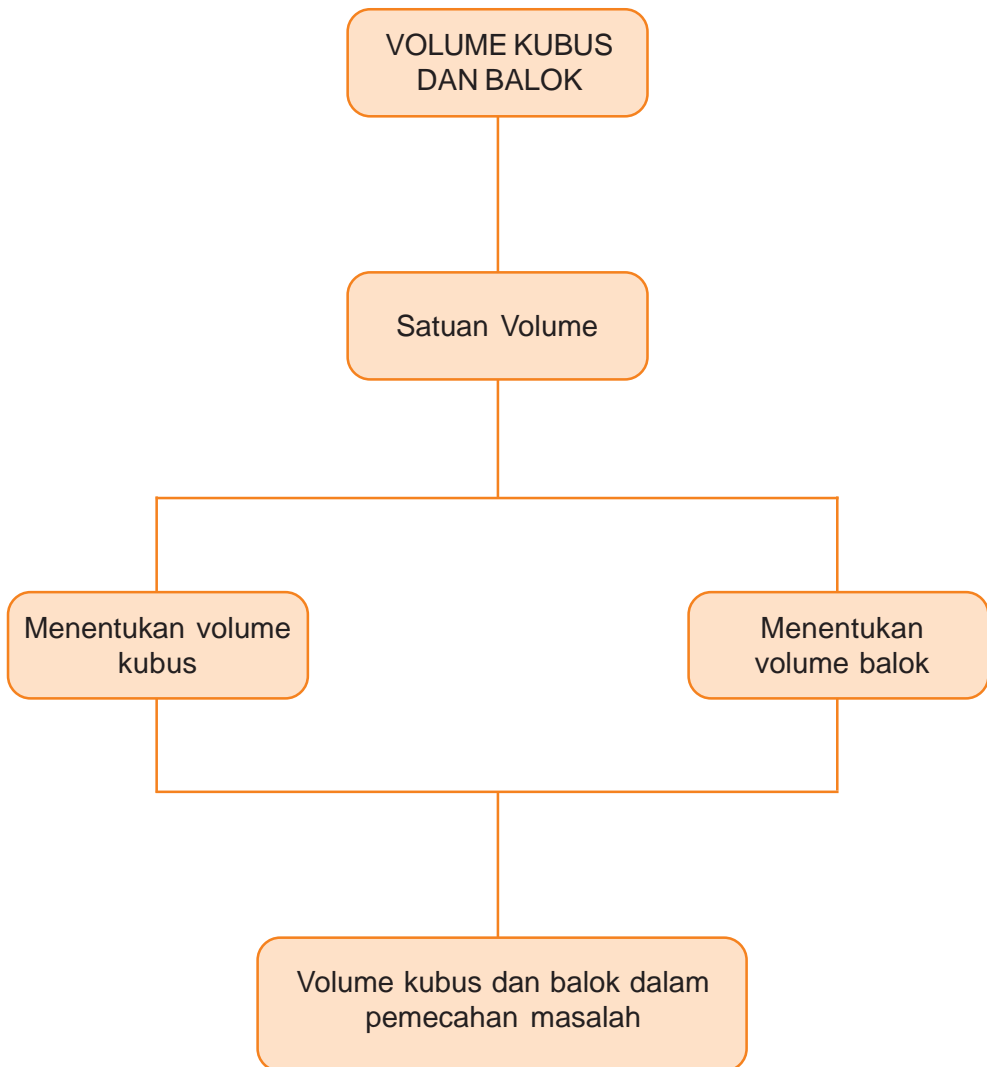 VOLUME KUBUS
DAN BALOK
Satuan Volume
Menentukan volume
kubus
Menentukan
volume balok
Volume kubus dan balok dalam
pemecahan masalah